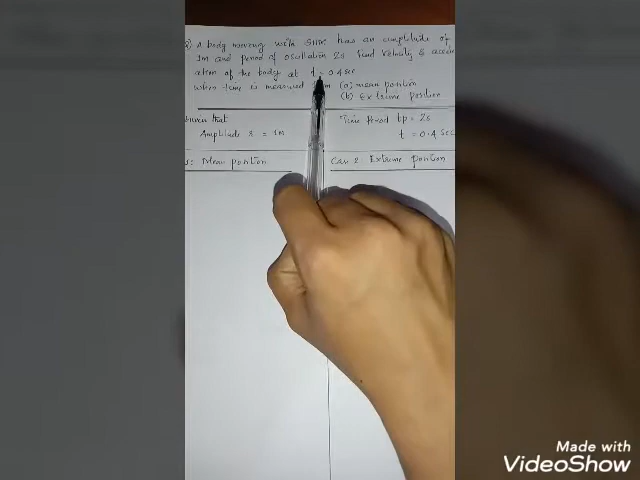 A body moving with SHM has an amplitude of
1m and period of oscillation 2s find velocity &
ation of the body at t = 0.4 sec
when time is measured (a) mean position
(b) Extreme position
given that
Time Period tp = 2s
Amplitude = 1m
t = 0.4 sec
Mean position
Case 2 Extreme position
Made with
VideoShow